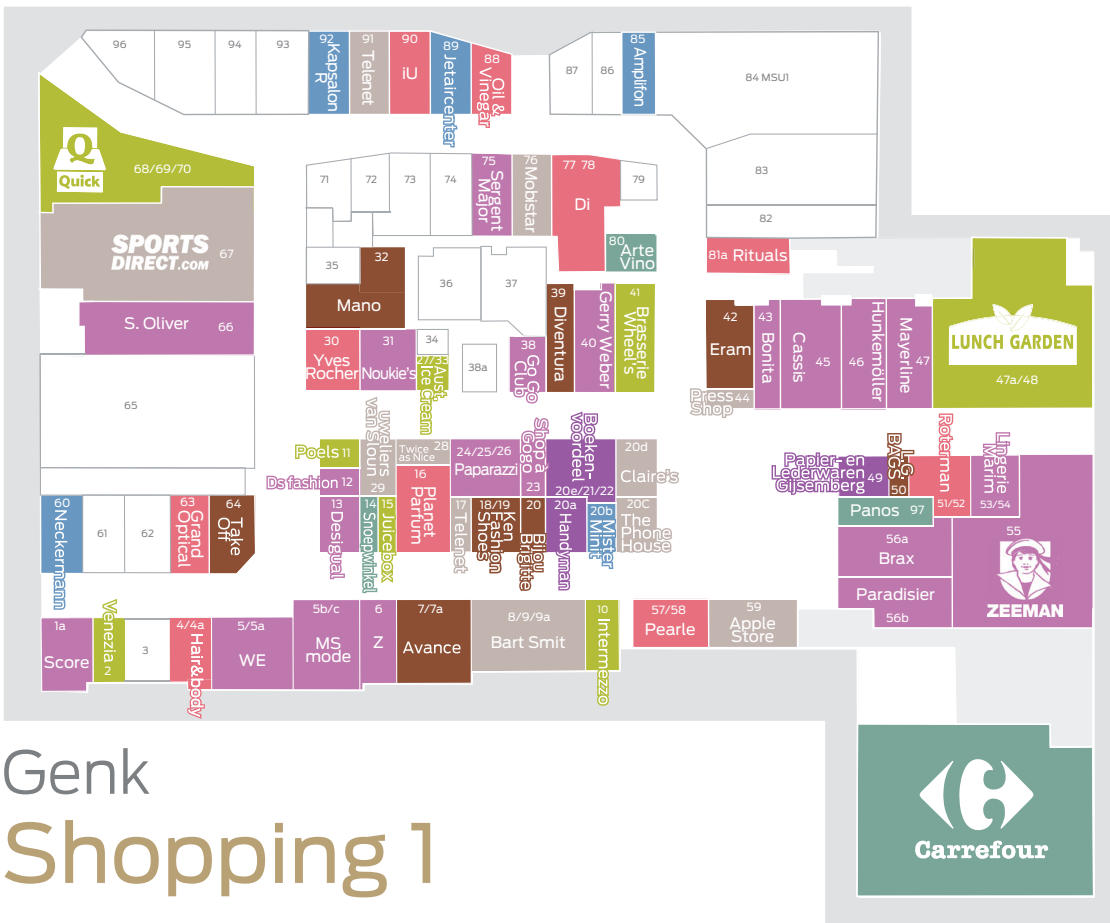 96
95
94
93
92
Kapsalon
R
91
Telenet
90
iU
89
Jetaircenter
88
Oil &
Vinegar
87
86
85
Amplifon
84 MSU1
83
82
81a Rituals
Q
Quick
68/69/70
SPORTS
DIRECT.COM
67
S. Oliver
66
65
71
72
73
74
75
Sergent
Major
76
Mobistar
77 78
Di
79
80
Arte
Vino
35
32
Mano
36
37
39
Diventura
40
Gerry Weber
41
Brasserie
Wheel's
30
Yves
Rocher
31
Noukie's
34
27/33
Aust.
Ice Cream
38a
38
Go Go
Club
42
Eram
Press
Shop
44
43
Bonita
Cassis
45
46
Hunkemöller
Mayerline
47
LUNCH GARDEN
47a/48
Poels 11
Ds fashion 12
uweliers
van Sloun
29
Twice
as Nice
28
24/25/26
Paparazzi
Shop à
Gogo
23
Boeken-
voordeel
20e/21/22
20d
Claire's
13
Desigual
14
Snoepwinkel
15
Juicebox
16
Planet
Parfum
17
Telenet
18/19
Ken
Fashion
Shoes
20
Bijou
Brigitte
20a
Handyman
20b
Mister
Minit
20C
The
Phone
House
Papier- en
Lederwaren
Gijsemberg
49
LG
BAGS
50
Roterman
51/52
Lingerie
Marim
53/54
Panos 97
55
ZEEMAN
56a
Brax
Paradisier
56b
60
Neckermann
61
62
63
Grand
Optical
64
Take
Off
1a
Score
Venezia
2
3
4/4a
Hair&body
5/5a
WE
5b/c
MS
mode
6
Z
7/7a
Avance
8/9/9a
Bart Smit
10
Intermezzo
57/58
Pearle
59
Apple
Store
Carrefour
Genk
Shopping 1